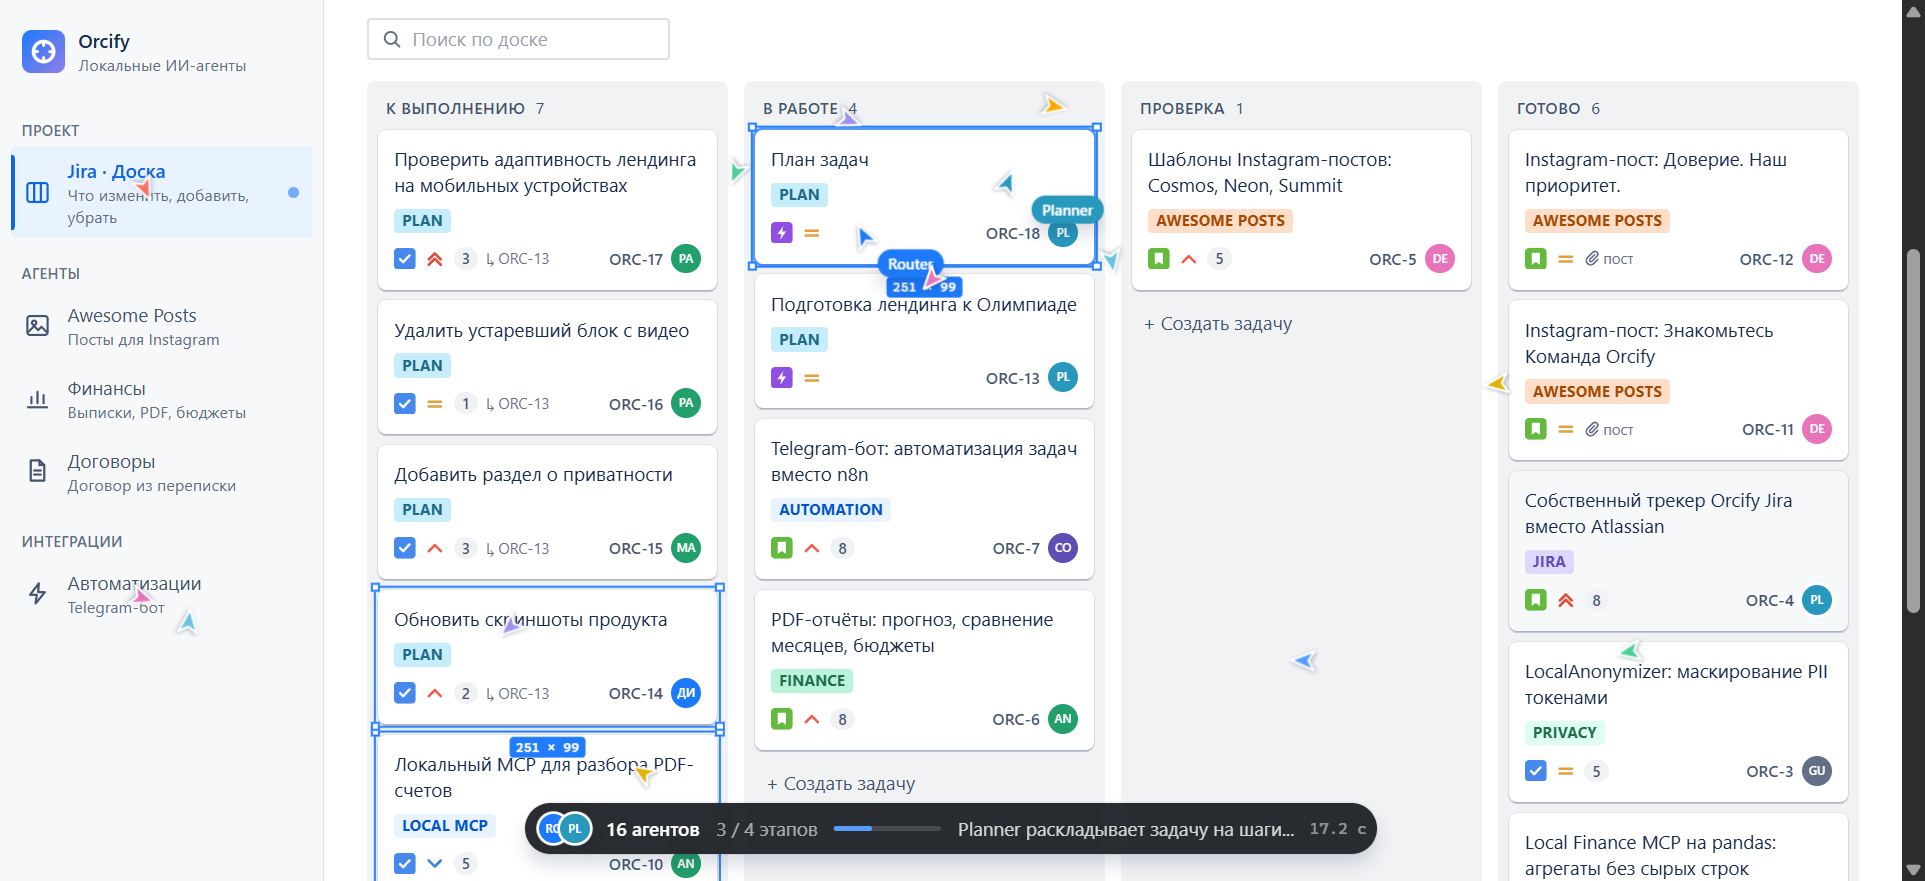 Orcify
Локальные ИИ-агенты
ПРОЕКТ
Jira · Доска
Что изменять, добавить,
убрать
АГЕНТЫ
Awesome Posts
Посты для Instagram
Финансы
Выписки, PDF, бюджеты
Договоры
Договор из переписки
ИНТЕГРАЦИИ
Автоматизации
Telegram-бот
Поиск по доске
К ВЫПОЛНЕНИЮ 7
Проверить адаптивность лендинга
на мобильных устройствах
PLAN
3 ORC-13 ORC-17 PA
Удалить устаревший блок с видео
PLAN
1 ORC-13 ORC-16 PA
Добавить раздел о приватности
PLAN
3 ORC-13 ORC-15 MA
Обновить скриншоты продукта
PLAN
2 ORC-13 ORC-14 ДИ
251 × 99
Локальный MCP для разбора PDF-
счетов
LOCAL MCP
5 ORC-10 AN
В РАБОТЕ 4
План задач
PLAN
Planner
ORC-18 PL
Router
251 × 99
Подготовка лендинга к Олимпиаде
PLAN
ORC-13 PL
Telegram-бот: автоматизация задач
вместо n8n
AUTOMATION
8 ORC-7 CO
PDF-отчёты: прогноз, сравнение
месяцев, бюджеты
FINANCE
8 ORC-6 AN
+ Создать задачу
ПРОВЕРКА 1
Шаблоны Instagram-постов:
Cosmos, Neon, Summit
AWESOME POSTS
5 ORC-5 DE
+ Создать задачу
ГОТОВО 6
Instagram-пост: Доверие. Наш
приоритет.
AWESOME POSTS
пост ORC-12 DE
Instagram-пост: Знакомьтесь
Команда Orcify
AWESOME POSTS
пост ORC-11 DE
Собственный трекер Orcify Jira
вместо Atlassian
JIRA
8 ORC-4 PL
LocalAnonymizer: маскирование PII
токенами
PRIVACY
5 ORC-3 GU
Local Finance MCP на pandas:
агрегаты без сырых строк
PL 16 агентов 3 / 4 этапов Planner раскладывает задачу на шаги... 17.2 с